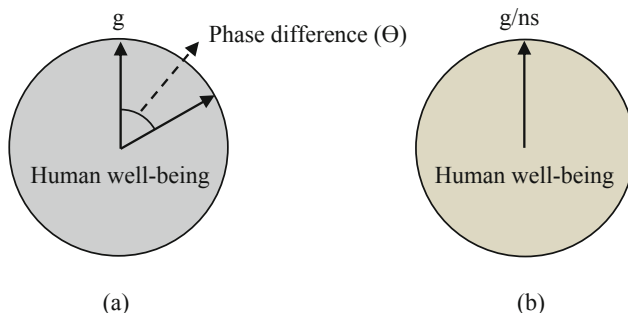 g
Phase difference (Θ)
Human well-being
(a)
g/ns
Human well-being
(b)